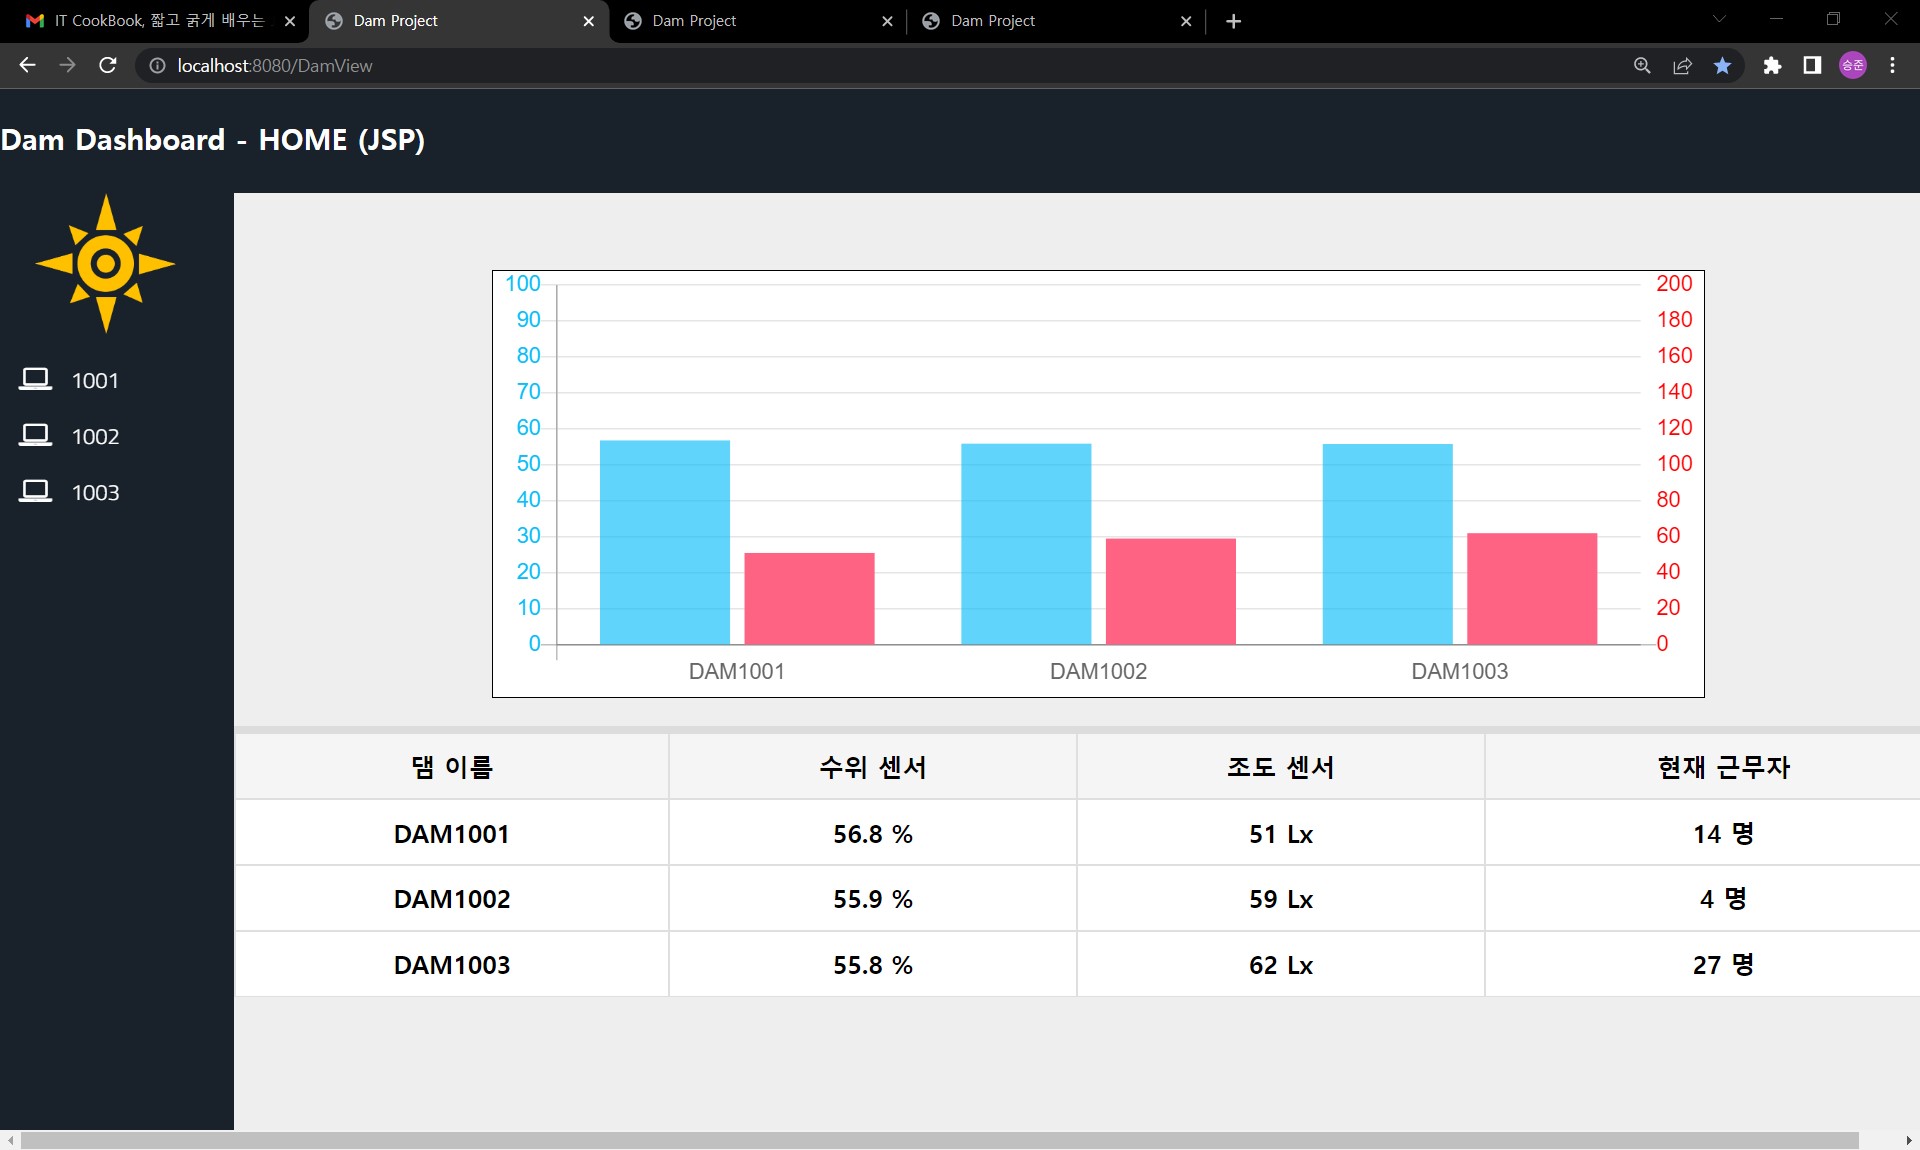 IT CookBook, 짧고 굵게 배우는
Dam Project
Dam Project
Dam Project
localhost:8080/DamView
승준
Dam Dashboard - HOME (JSP)
1001
1002
1003
100
90
80
70
60
50
40
30
20
10
0
200
180
160
140
120
100
80
60
40
20
0
DAM1001 DAM1002 DAM1003
댐 이름 수위 센서 조도 센서 현재 근무자
DAM1001 56.8 % 51 Lx 14 명
DAM1002 55.9 % 59 Lx 4 명
DAM1003 55.8 % 62 Lx 27 명